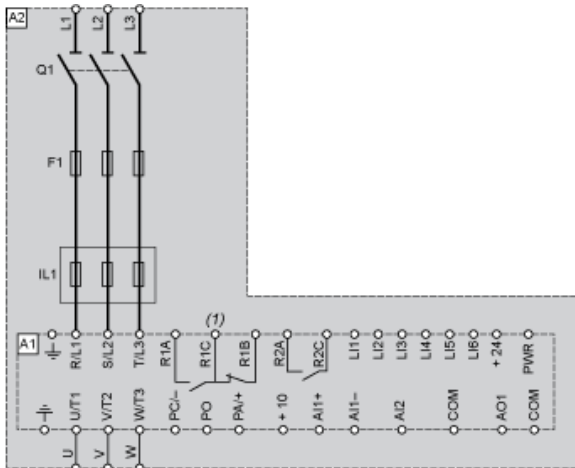 A2
L1 L2 L3
Q1
F1
IL1
(1)
A1
R/L1 S/L2 T/L3 R1A R1C R1B R2A R2C LI1 LI2 LI3 LI4 LI5 LI6 + 24 PWR
U/T1 V/T2 W/T3 PC/– PO PA/+ + 10 AI1+ AI1– AI2 COM AO1 COM
U V W